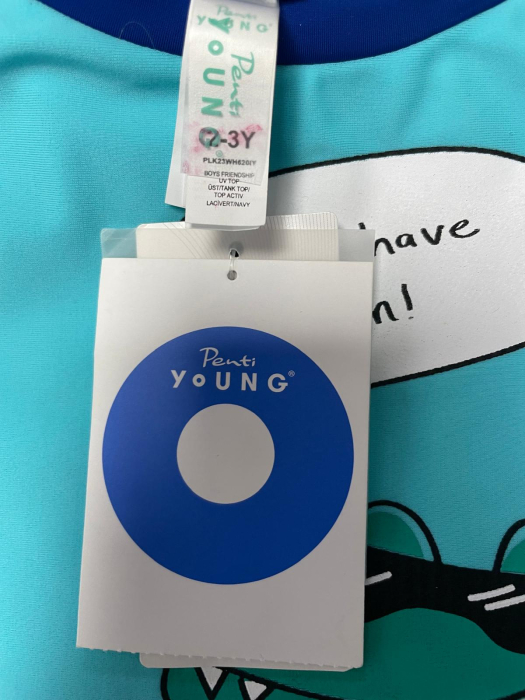 Penti
YOUNG
Penti
YOUNG
2-3Y
PLK23WH620IY
BOYS FRIENDSHIP
UV TOP
ÜST/TANK TOP/
TOP ACTIV
LACİVERT/NAVY
have
n!
Penti
YOUNG®